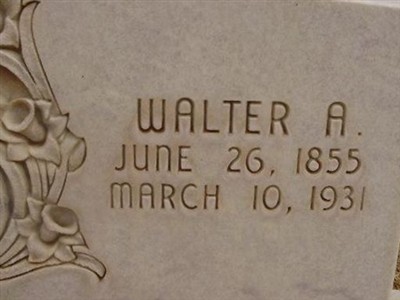 WALTER A.
JUNE 26, 1855
MARCH 10, 1931